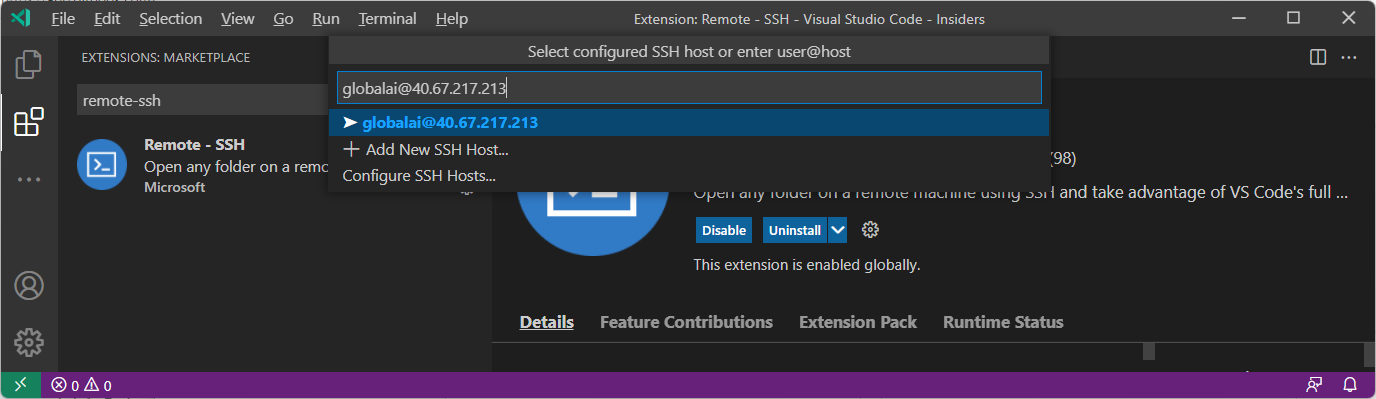 File Edit Selection View Go Run Terminal Help Extension: Remote - SSH - Visual Studio Code - Insiders
Select configured SSH host or enter user@host
EXTENSIONS: MARKETPLACE
globalai@40.67.217.213
remote-ssh
globalai@40.67.217.213
Remote - SSH
Add New SSH Host...
(98)
Open any folder on a remo
Configure SSH Hosts...
Microsoft
Open any folder on a remote machine using SSH and take advantage of VS Code's full ...
Disable Uninstall
This extension is enabled globally.
Details Feature Contributions Extension Pack Runtime Status
0 0